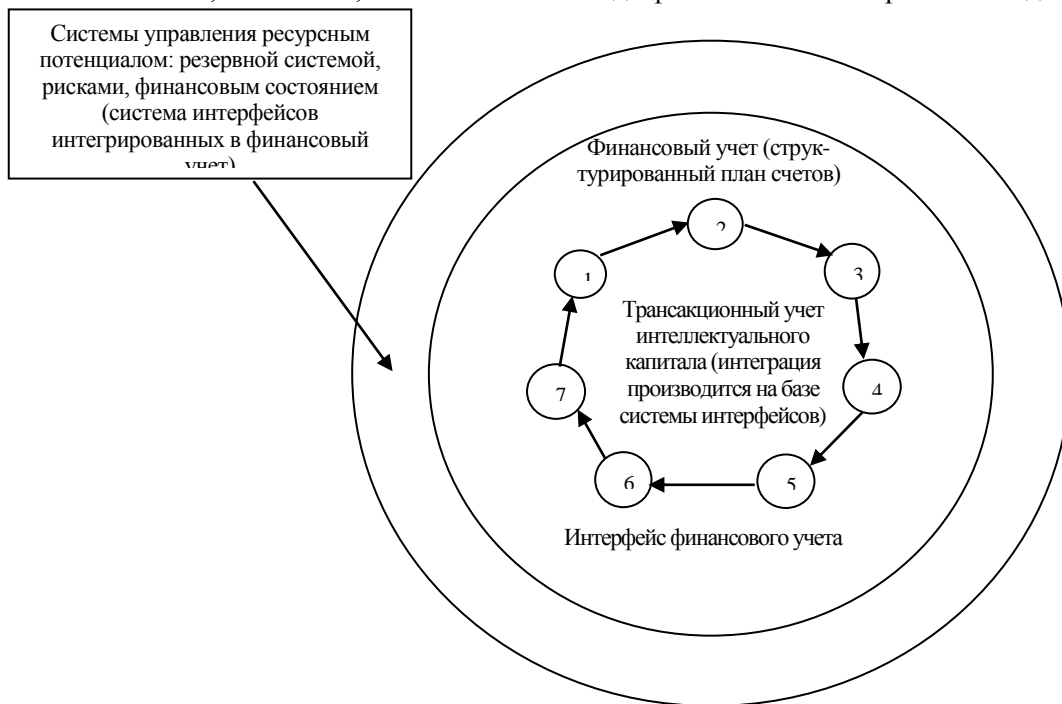 Системы управления ресурсным
потенциалом: резервной системой,
рисками, финансовым состоянием
(система интерфейсов
интегрированных в финансовый
учет)
Финансовый учет (струк-
турированный план счетов)
1
2
3
4
5
6
7
Трансакционный учет
интеллектуального
капитала (интеграция
производится на базе
системы интерфейсов)
Интерфейс финансового учета